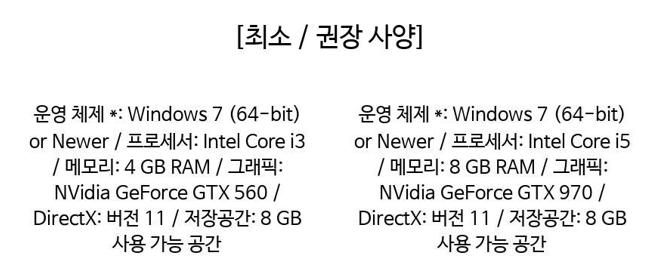 [최소 / 권장 사양]
운영 체제 *: Windows 7 (64-bit)
or Newer / 프로세서: Intel Core i3
/ 메모리: 4 GB RAM / 그래픽:
NVidia GeForce GTX 560 /
DirectX: 버전 11 / 저장공간: 8 GB
사용 가능 공간
운영 체제 *: Windows 7 (64-bit)
or Newer / 프로세서: Intel Core i5
/ 메모리: 8 GB RAM / 그래픽:
NVidia GeForce GTX 970 /
DirectX: 버전 11 / 저장공간: 8 GB
사용 가능 공간